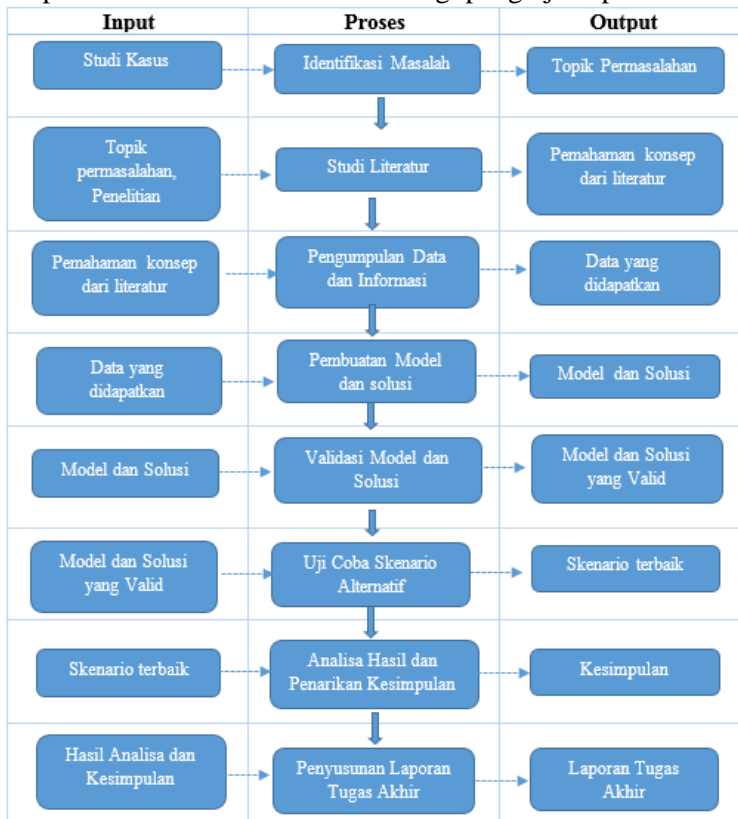 Input
Proses
Output
Studi Kasus
Identifikasi Masalah
Topik Permasalahan
Topik
permasalahan,
Penelitian
Studi Literatur
Pemahaman konsep
dari literatur
Pemahaman konsep
dari literatur
Pengumpulan Data
dan Informasi
Data yang
didapatkan
Data yang
didapatkan
Pembuatan Model
dan solusi
Model dan Solusi
Model dan Solusi
Validasi Model dan
Solusi
Model dan Solusi
yang Valid
Model dan Solusi
yang Valid
Uji Coba Skenario
Alternatif
Skenario terbaik
Skenario terbaik
Analisa Hasil dan
Penarikan Kesimpulan
Kesimpulan
Hasil Analisa dan
Kesimpulan
Penyusunan Laporan
Tugas Akhir
Laporan Tugas
Akhir